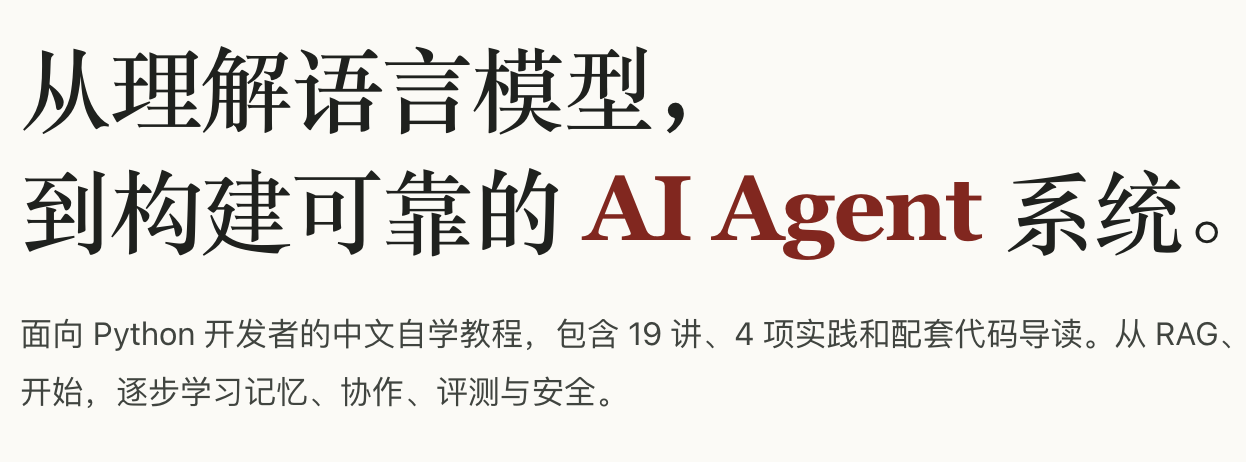 从理解语言模型，
到构建可靠的 AI Agent 系统。
面向 Python 开发者的中文自学教程，包含 19 讲、4 项实践和配套代码导读。从 RAG、
开始，逐步学习记忆、协作、评测与安全。